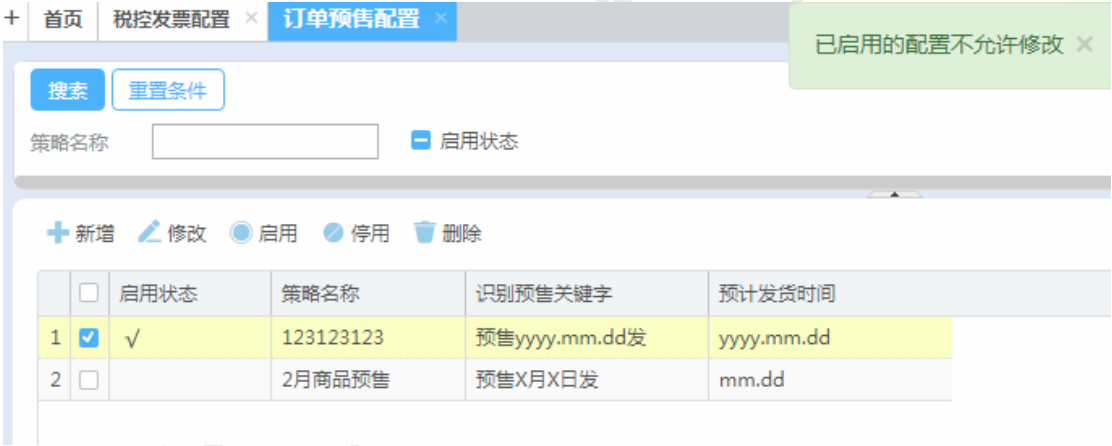 + 首页 税控发票配置 × 订单预售配置 ×
已启用的配置不允许修改 ×
搜索 重置条件
策略名称 启用状态
新增 修改 启用 停用 删除
启用状态 策略名称 识别预售关键字 预计发货时间
1 √ 123123123 预售yyyy.mm.dd发 yyyy.mm.dd
2 2月商品预售 预售X月X日发 mm.dd